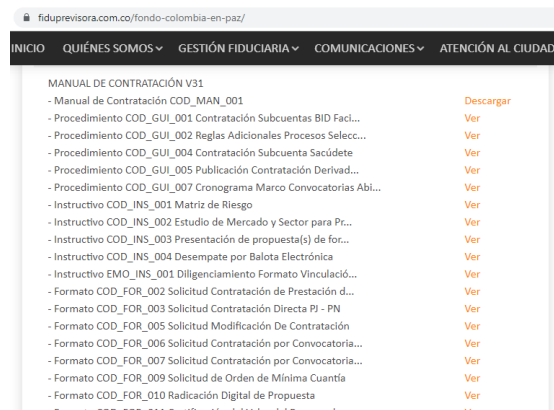 fiduprevisora.com.co/fondo-colombia-en-paz/
INICIO QUIÉNES SOMOS GESTIÓN FIDUCIARIA COMUNICACIONES ATENCIÓN AL CIUDAD
MANUAL DE CONTRATACIÓN V31
- Manual de Contratación COD_MAN_001 Descargar
- Procedimiento COD_GUI_001 Contratación Subcuentas BID Faci... Ver
- Procedimiento COD_GUI_002 Reglas Adicionales Procesos Selecc... Ver
- Procedimiento COD_GUI_004 Contratación Subcuenta Sacúdete Ver
- Procedimiento COD_GUI_005 Publicación Contratación Derivad... Ver
- Procedimiento COD_GUI_007 Cronograma Marco Convocatorias Abi... Ver
- Instructivo COD_INS_001 Matriz de Riesgo Ver
- Instructivo COD_INS_002 Estudio de Mercado y Sector para Pr... Ver
- Instructivo COD_INS_003 Presentación de propuesta(s) de for... Ver
- Instructivo COD_INS_004 Desempate por Balota Electrónica Ver
- Instructivo EMO_INS_001 Diligenciamiento Formato Vinculació... Ver
- Formato COD_FOR_002 Solicitud Contratación de Prestación d... Ver
- Formato COD_FOR_003 Solicitud Contratación Directa PJ - PN Ver
- Formato COD_FOR_005 Solicitud Modificación De Contratación Ver
- Formato COD_FOR_006 Solicitud Contratación por Convocatoria... Ver
- Formato COD_FOR_007 Solicitud Contratación por Convocatoria... Ver
- Formato COD_FOR_009 Solicitud de Orden de Mínima Cuantía Ver
- Formato COD_FOR_010 Radicación Digital de Propuesta Ver